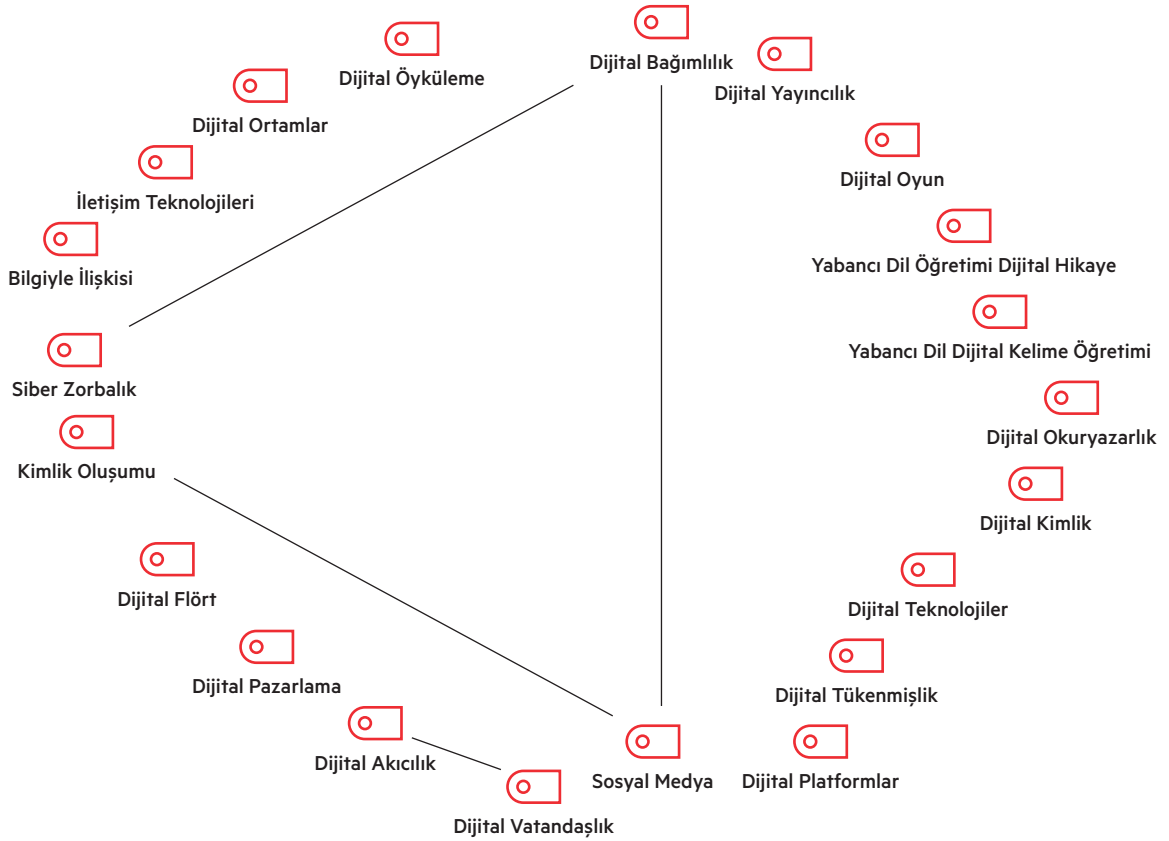 Dijital Bağımlılık
Dijital Öyküleme
Dijital Yayıncılık
Dijital Ortamlar
Dijital Oyun
İletişim Teknolojileri
Yabancı Dil Öğretimi Dijital Hikaye
Bilgiyle İlişkisi
Yabancı Dil Dijital Kelime Öğretimi
Siber Zorbalık
Dijital Okuryazarlık
Kimlik Oluşumu
Dijital Kimlik
Dijital Flört
Dijital Teknolojiler
Dijital Pazarlama
Dijital Tükenmişlik
Dijital Akıcılık
Sosyal Medya
Dijital Platformlar
Dijital Vatandaşlık